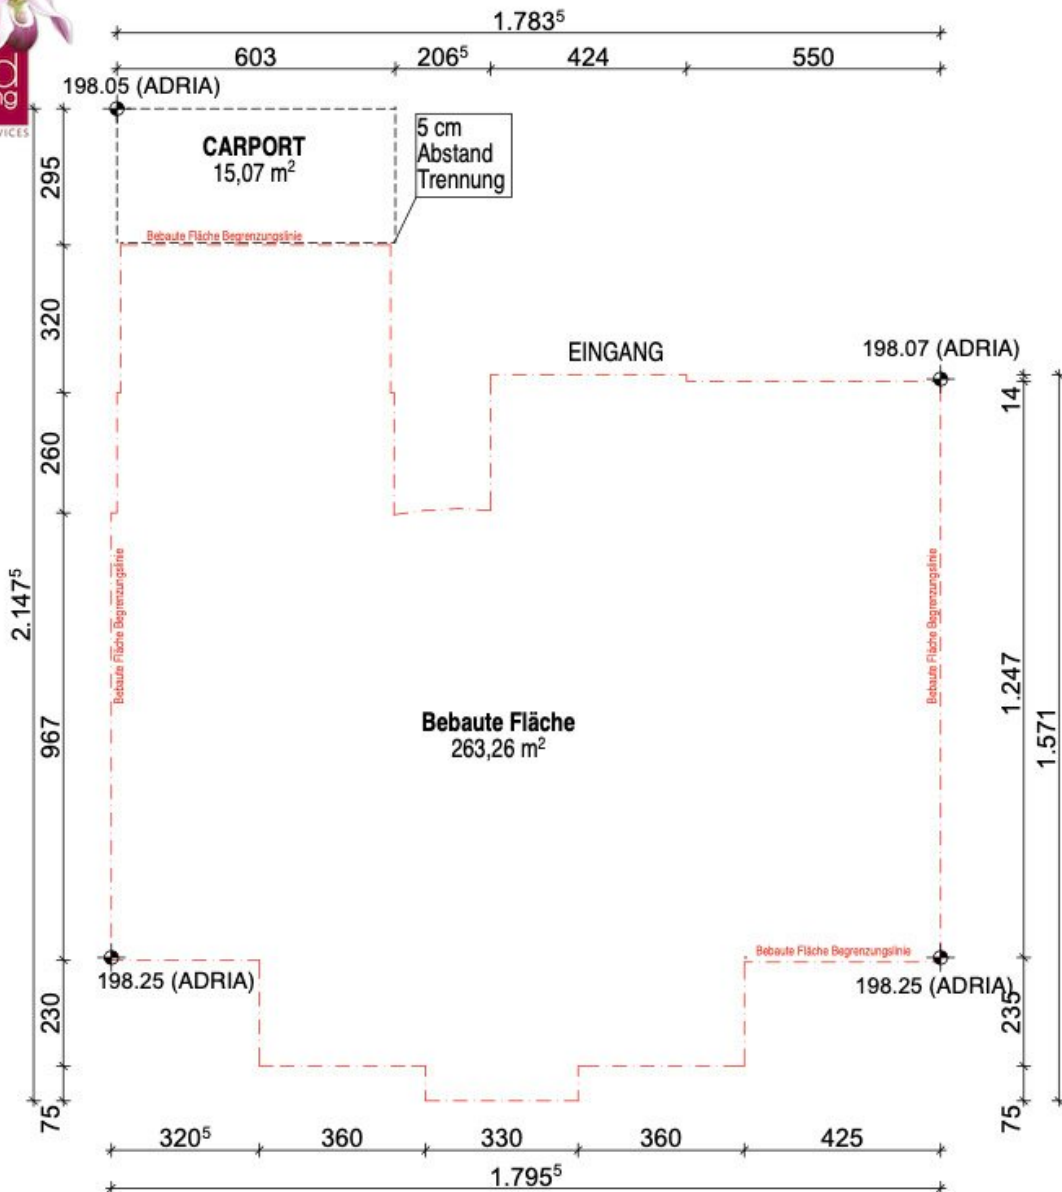 1.783⁵
603 206⁵ 424 550
198.05 (ADRIA)
VICES
CARPORT
15,07 m²
5 cm
Abstand
Trennung
295
Bebaute Fläche Begrenzungslinie
320
EINGANG
198.07 (ADRIA)
14
260
Bebaute Fläche Begrenzungslinie
Bebaute Fläche Begrenzungslinie
2.147⁵
967
1.247
1.571
Bebaute Fläche
263,26 m²
Bebaute Fläche Begrenzungslinie
198.25 (ADRIA)
198.25 (ADRIA)
230
235
75
75
320⁵ 360 330 360 425
1.795⁵